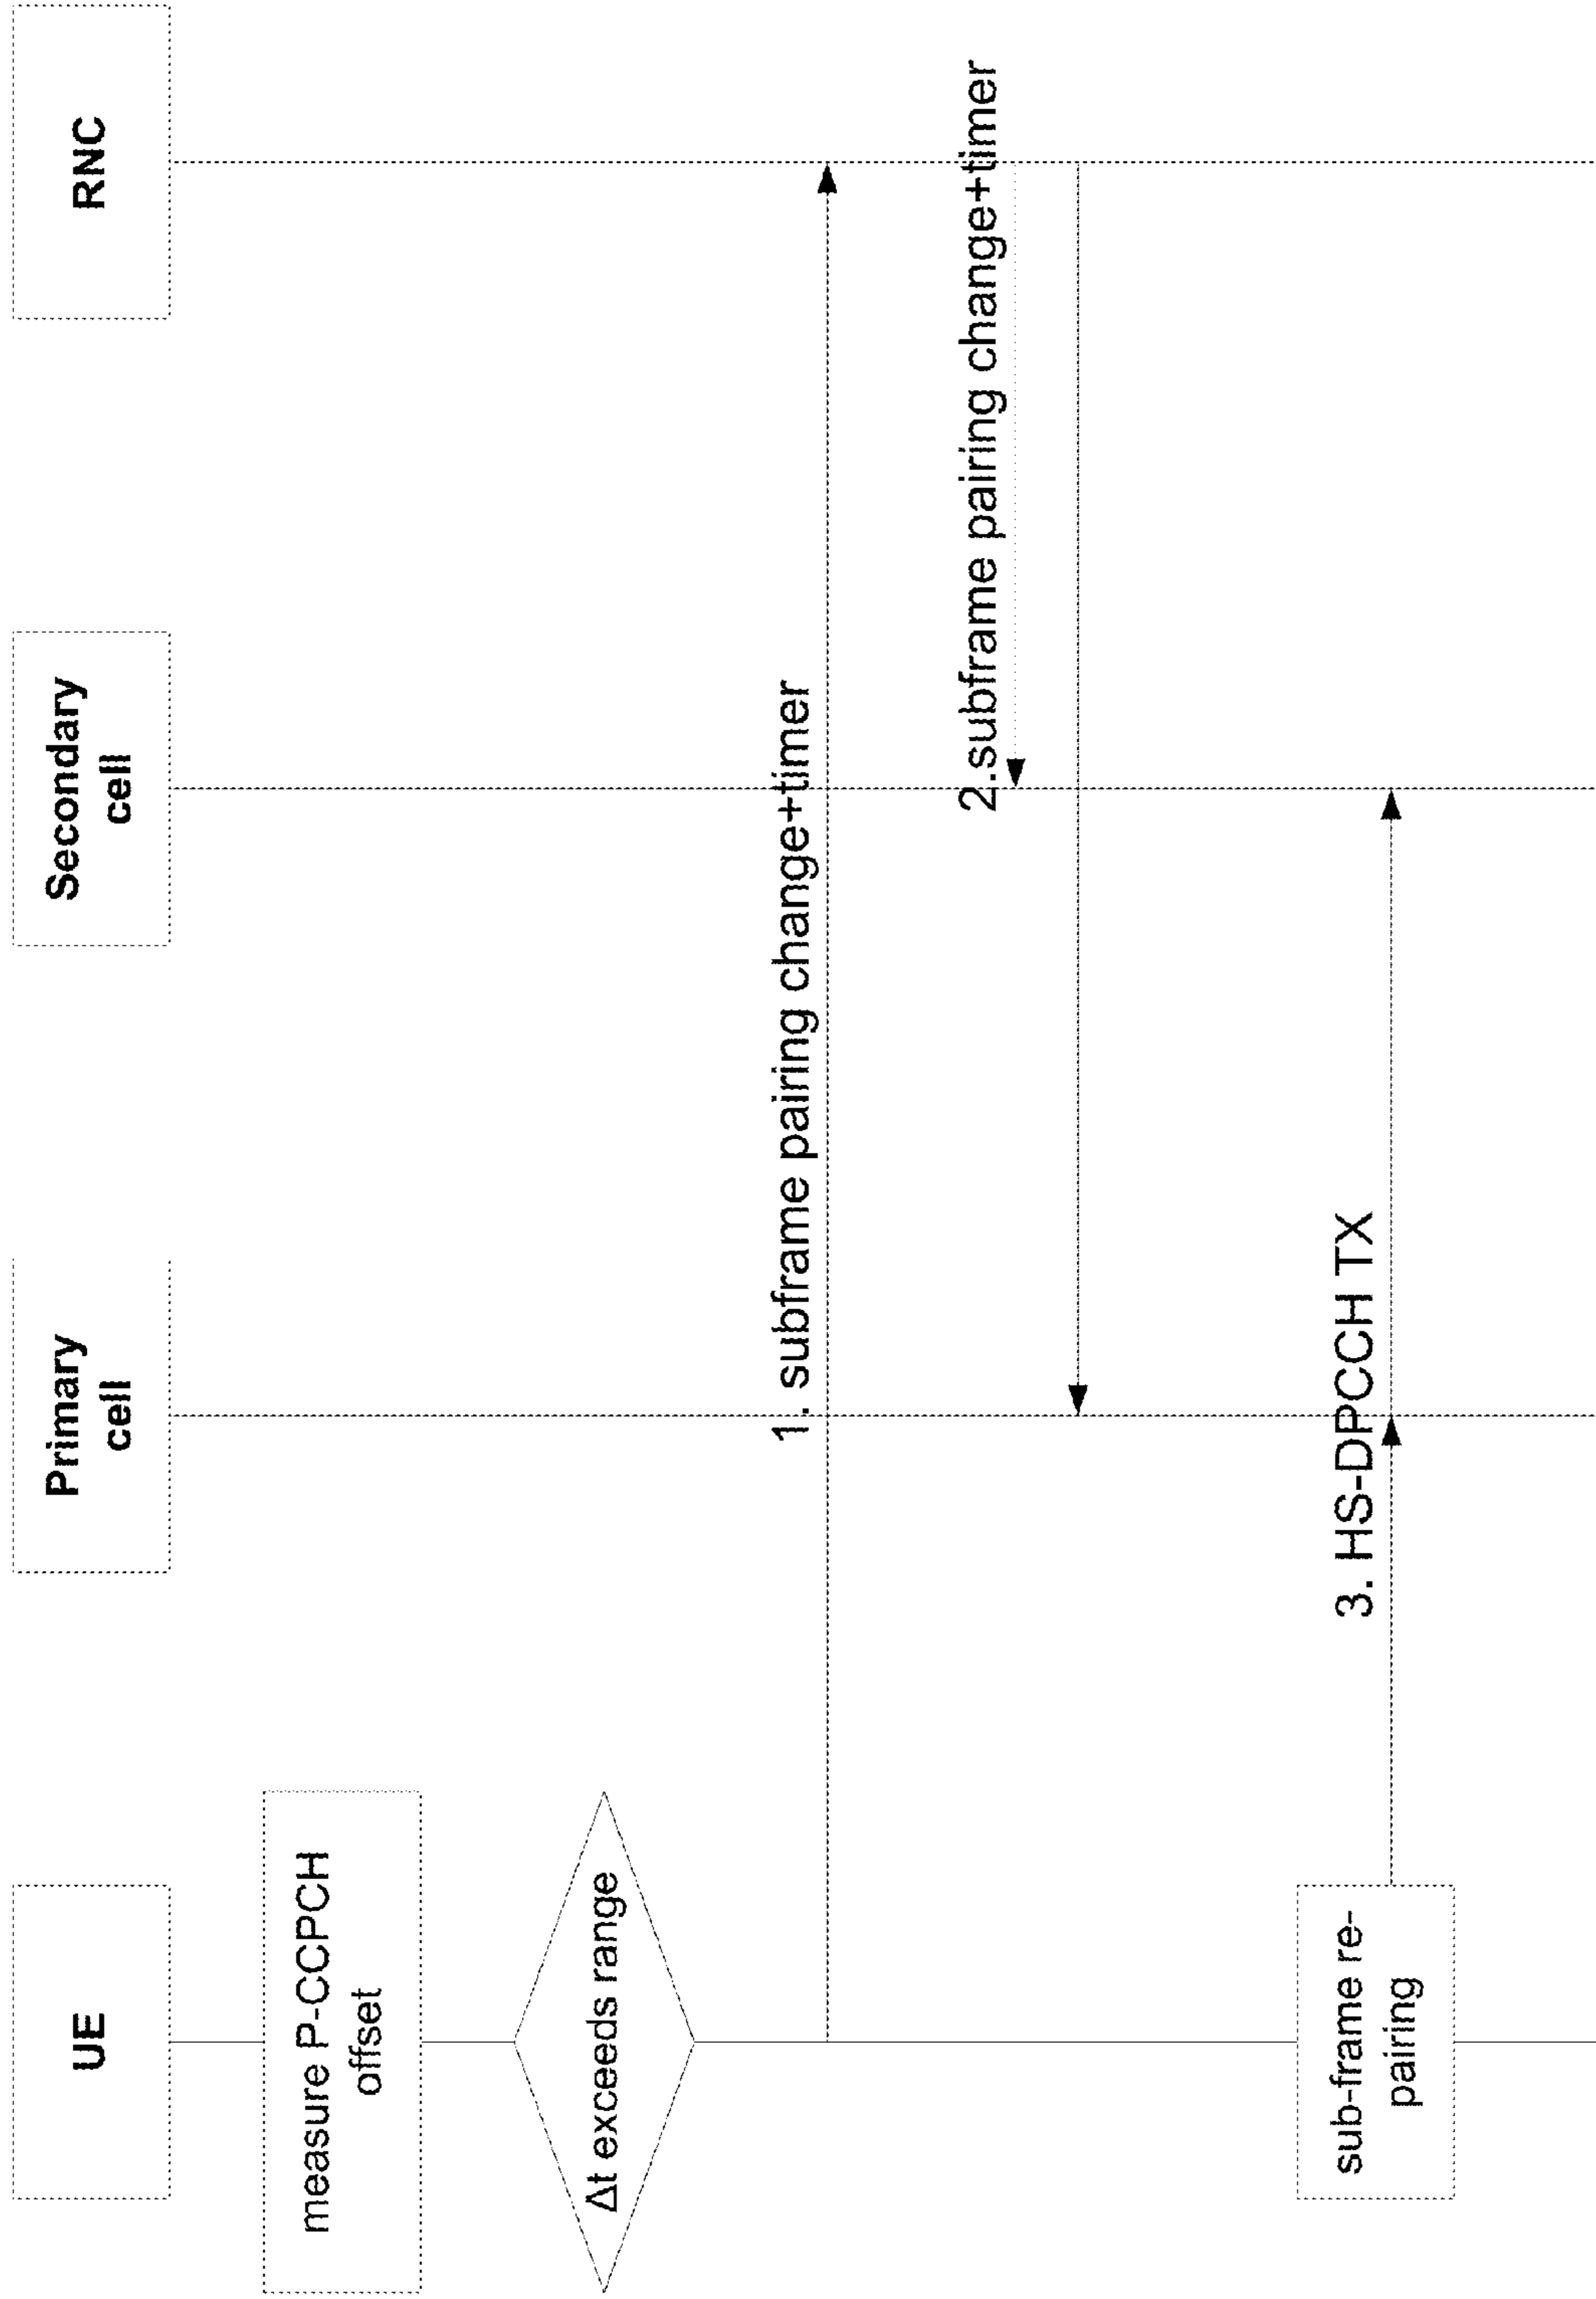 UE
Primary
cell
Secondary
cell
RNC
measure P-CCPCH
offset
Δt exceeds range
1. subframe pairing change+timer
2.subframe pairing change+timer
3. HS-DPCCH TX
sub-frame re-
pairing